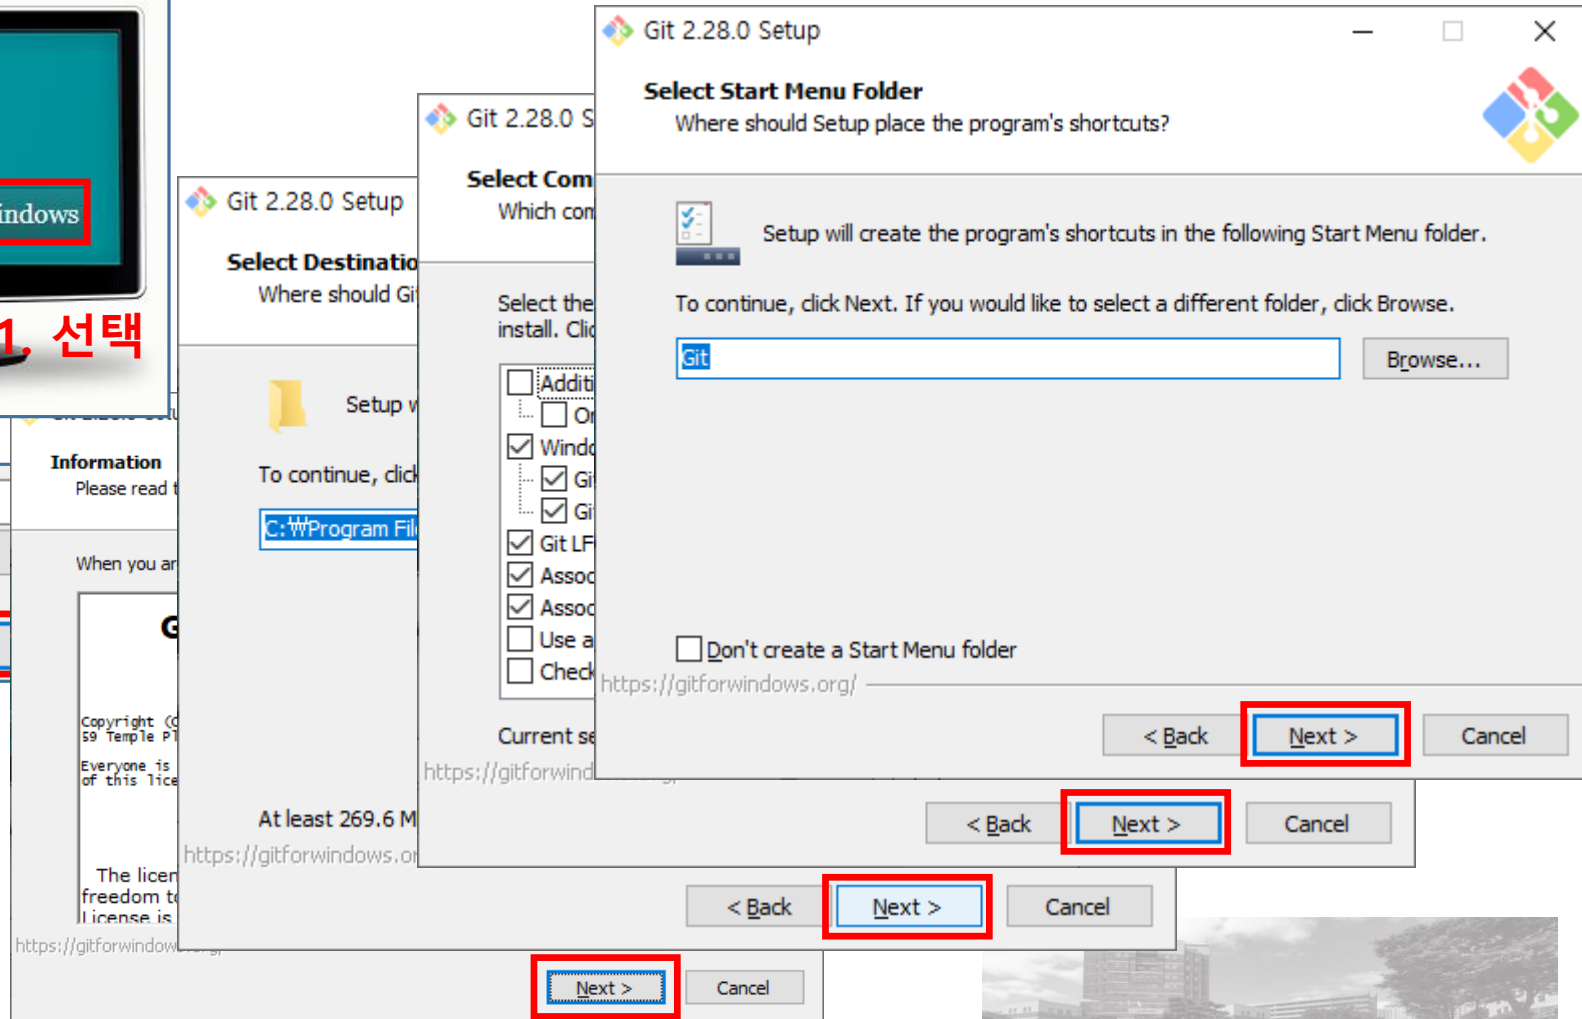 indows
1. 선택
Information
Please read t
When you ar
G
Copyright (C
59 Temple Pl
Everyone is
of this lice
The licen
freedom to
License is
https://gitforwindow
Next >
Cancel
Git 2.28.0 Setup
Select Destinatio
Where should Git
Setup w
To continue, click
C:₩Program File
At least 269.6 M
https://gitforwindows.or
< Back
Next >
Cancel
Git 2.28.0 S
Select Com
Which com
Select the
install. Clic
Additi
On
Windo
Git
Git
Git LF
Assoc
Assoc
Use a
Check
Current se
https://gitforwind
< Back
Next >
Cancel
Git 2.28.0 Setup
Select Start Menu Folder
Where should Setup place the program's shortcuts?
Setup will create the program's shortcuts in the following Start Menu folder.
To continue, click Next. If you would like to select a different folder, click Browse.
Git
Browse...
Don't create a Start Menu folder
https://gitforwindows.org/
< Back
Next >
Cancel